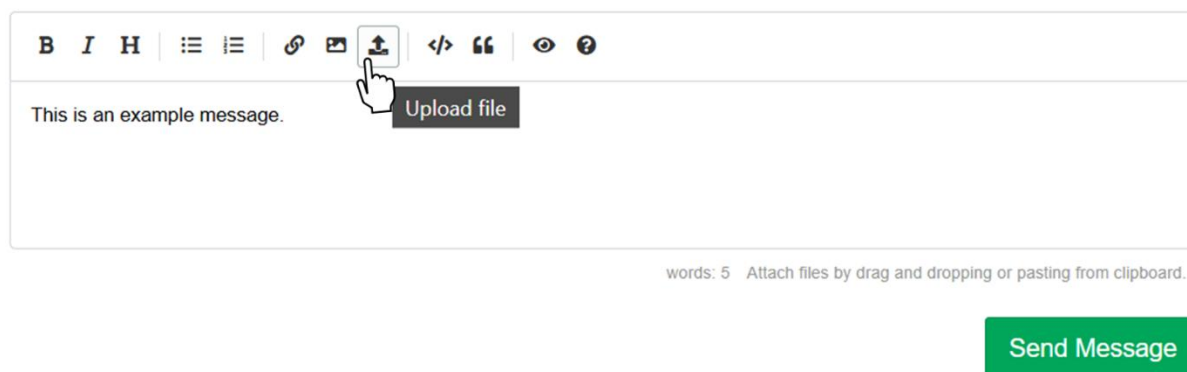 B I H
This is an example message.
Upload file
words: 5 Attach files by drag and dropping or pasting from clipboard.
Send Message